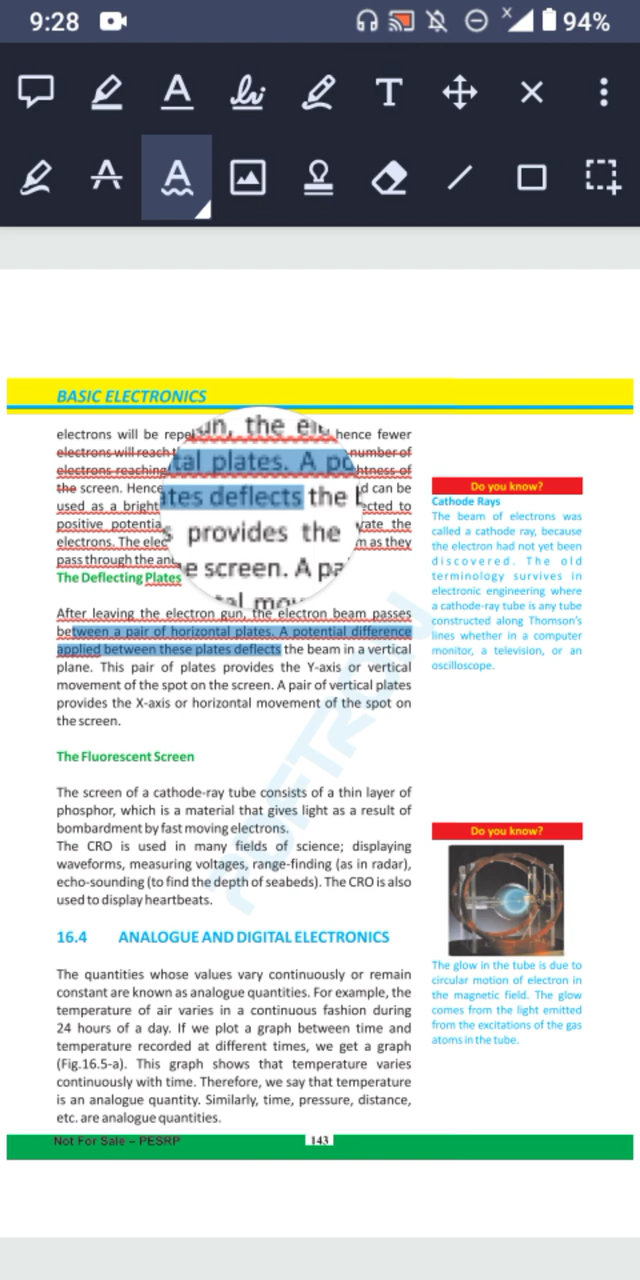 9:28
94%
BASIC ELECTRONICS
electrons will be repe
hence fewer
electrons will reach t
number of
electrons reaching
htness of
the screen. Hence
d can be
used as a bright
ected to
positive potentia
rate the
electrons. The elec
m as they
pass through the an
un, the
tal plates. A po
ates deflects the
s provides the
e screen. A pa
The Deflecting Plates
After leaving the electron gun, the electron beam passes
between a pair of horizontal plates. A potential difference
applied between these plates deflects the beam in a vertical
plane. This pair of plates provides the Y-axis or vertical
movement of the spot on the screen. A pair of vertical plates
provides the X-axis or horizontal movement of the spot on
the screen.
The Fluorescent Screen
The screen of a cathode-ray tube consists of a thin layer of
phosphor, which is a material that gives light as a result of
bombardment by fast moving electrons.
The CRO is used in many fields of science; displaying
waveforms, measuring voltages, range-finding (as in radar),
echo-sounding (to find the depth of seabeds). The CRO is also
used to display heartbeats.
16.4 ANALOGUE AND DIGITAL ELECTRONICS
The quantities whose values vary continuously or remain
constant are known as analogue quantities. For example, the
temperature of air varies in a continuous fashion during
24 hours of a day. If we plot a graph between time and
temperature recorded at different times, we get a graph
(Fig.16.5-a). This graph shows that temperature varies
continuously with time. Therefore, we say that temperature
is an analogue quantity. Similarly, time, pressure, distance,
etc. are analogue quantities.
Do you know?
Cathode Rays
The beam of electrons was
called a cathode ray, because
the electron had not yet been
discovered. The old
terminology survives in
electronic engineering where
a cathode-ray tube is any tube
constructed along Thomson's
lines whether in a computer
monitor, a television, or an
oscilloscope.
Do you know?
The glow in the tube is due to
circular motion of electron in
the magnetic field. The glow
comes from the light emitted
from the excitations of the gas
atoms in the tube.
Not For Sale – PESRP
143